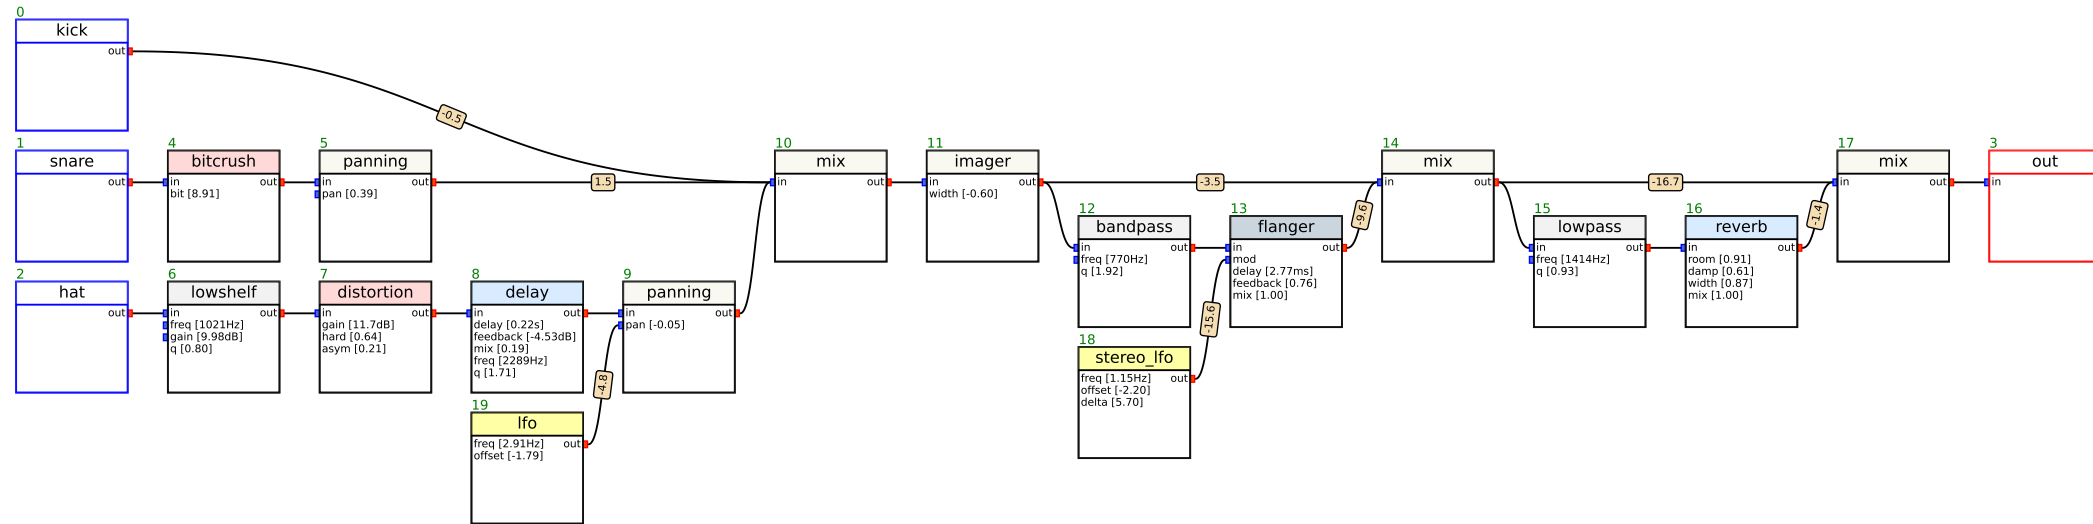 0
kick
out
-0.5
1
snare
out
4
bitcrush
in out
bit [8.91]
5
panning
in out
pan [0.39]
1.5
10
mix
in out
11
imager
in out
width [-0.60]
-3.5
14
mix
in out
-16.7
17
mix
in out
3
out
in
12
bandpass
in out
freq [770Hz]
q [1.92]
13
flanger
in out
mod
delay [2.77ms]
feedback [0.76]
mix [1.00]
-9.6
15
lowpass
in out
freq [1414Hz]
q [0.93]
16
reverb
in out
room [0.91]
damp [0.61]
width [0.87]
mix [1.00]
-1.4
2
hat
out
6
lowshelf
in out
freq [1021Hz]
gain [9.98dB]
q [0.80]
7
distortion
in out
gain [11.7dB]
hard [0.64]
asym [0.21]
8
delay
in out
delay [0.22s]
feedback [-4.53dB]
mix [0.19]
freq [2289Hz]
q [1.71]
9
panning
in out
pan [-0.05]
-4.8
-15.6
18
stereo_lfo
freq [1.15Hz] out
offset [-2.20]
delta [5.70]
19
lfo
freq [2.91Hz] out
offset [-1.79]